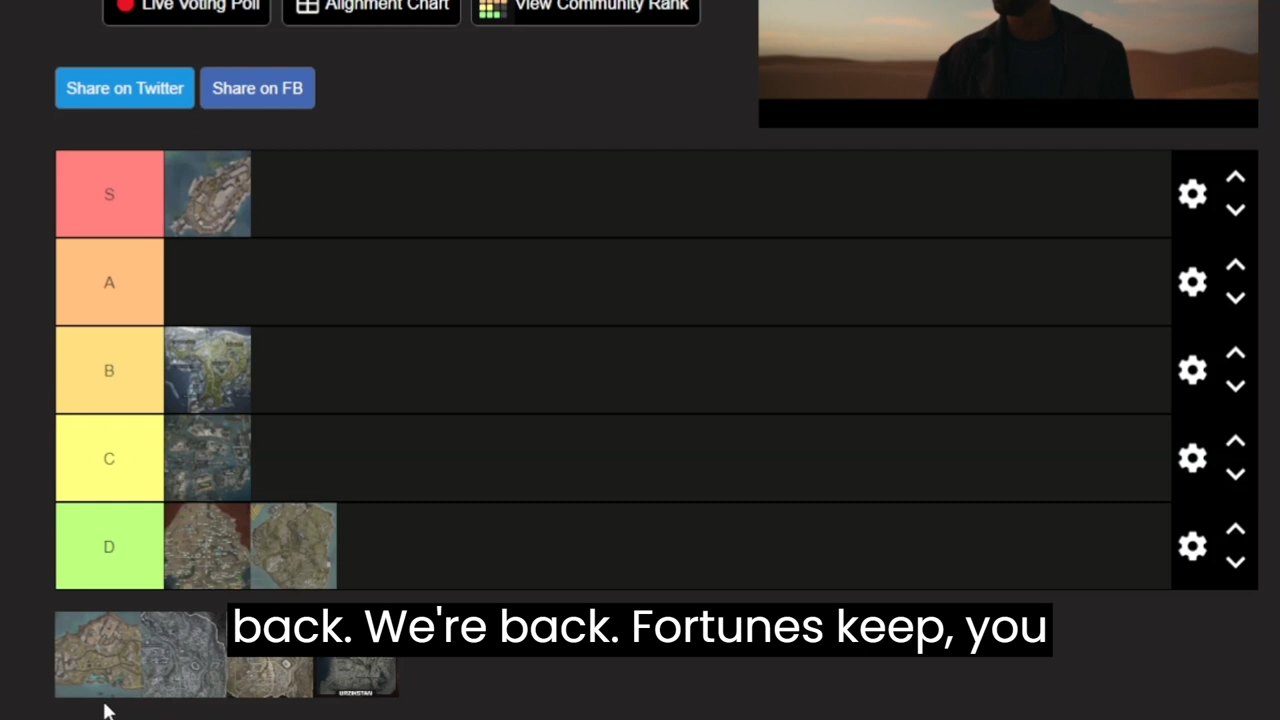 Live Voting Poll
Alignment Chart
View Community Rank
Share on Twitter
Share on FB
S
A
B
C
D
back. We're back. Fortunes keep, you
URZIKSTAN